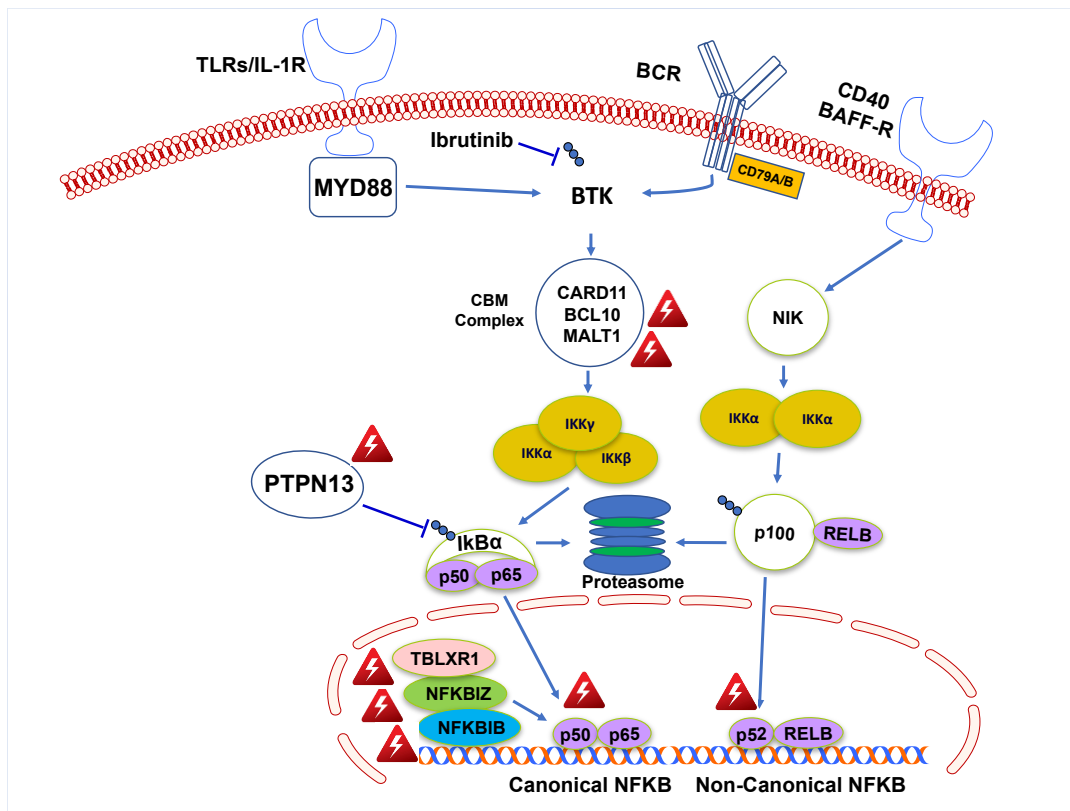 TLRs/IL-1R
BCR
CD40
BAFF-R
Ibrutinib
CD79A/B
MYD88
BTK
CBM
Complex
CARD11
BCL10
MALT1
NIK
IKKγ
IKKα
IKKβ
IKKα
IKKα
PTPN13
IkBα
p50
p65
Proteasome
p100
RELB
TBLXR1
NFKBIZ
NFKBIB
p50
p65
p52
RELB
Canonical NFKB
Non-Canonical NFKB